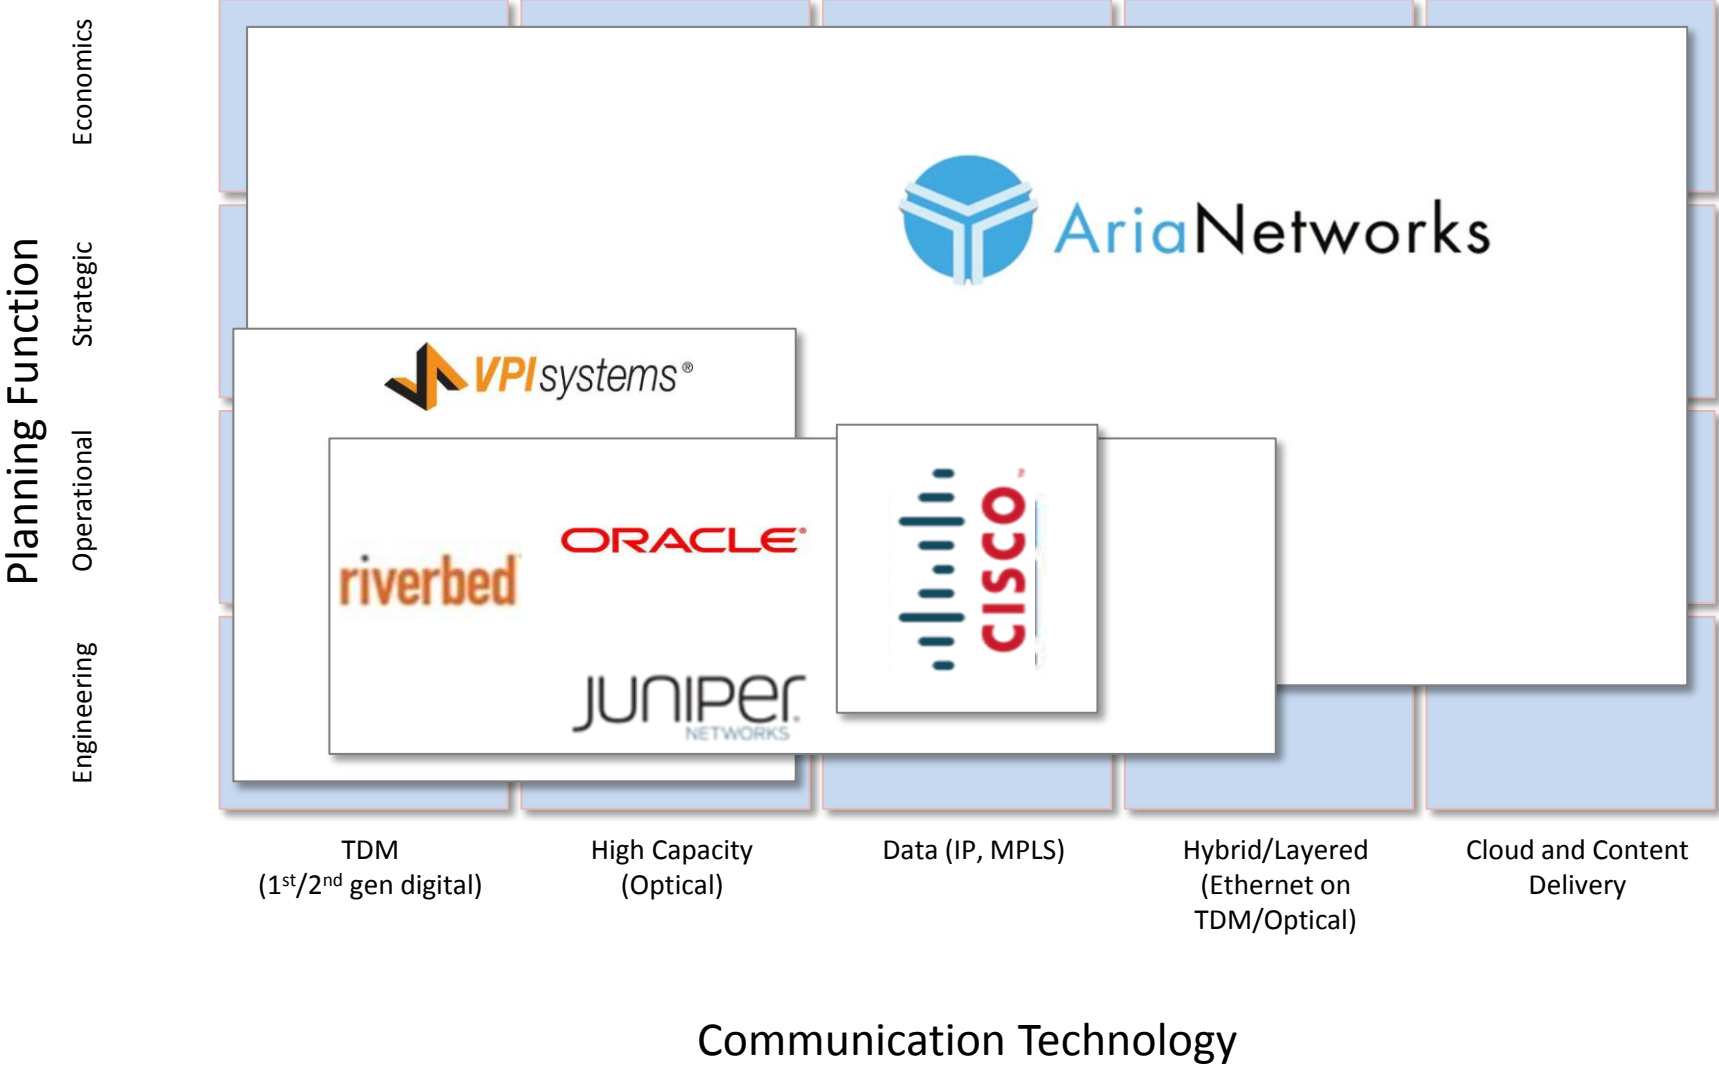 Planning Function
Economics
Strategic
Operational
Engineering
AriaNetworks
VPIsystems®
ORACLE®
riverbed
JUNIPEr
NETWORKS
CISCO™
TDM
(1st/2nd gen digital)
High Capacity
(Optical)
Data (IP, MPLS)
Hybrid/Layered
(Ethernet on
TDM/Optical)
Cloud and Content
Delivery
Communication Technology